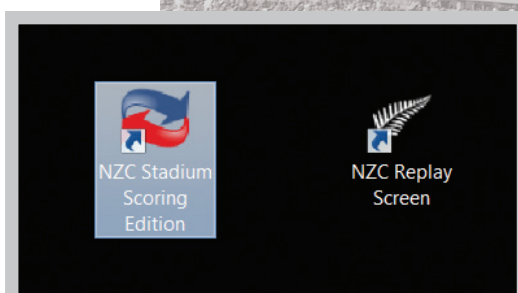 NZC Stadium
Scoring
Edition
NZC Replay
Screen